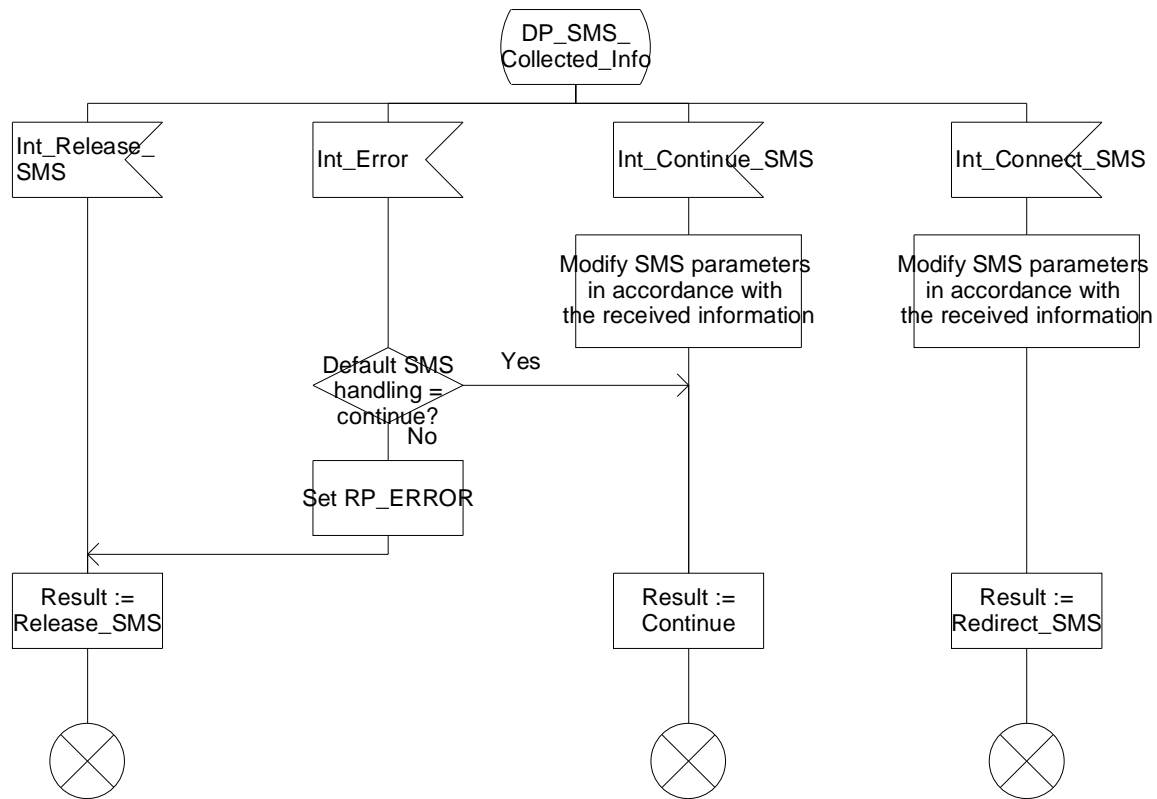 DP_SMS_
Collected_Info
Int_Release_
SMS
Int_Error
Int_Continue_SMS
Int_Connect_SMS
Modify SMS parameters
in accordance with
the received information
Modify SMS parameters
in accordance with
the received information
Default SMS
handling =
continue?
Yes
No
Set RP_ERROR
Result :=
Release_SMS
Result :=
Continue
Result :=
Redirect_SMS